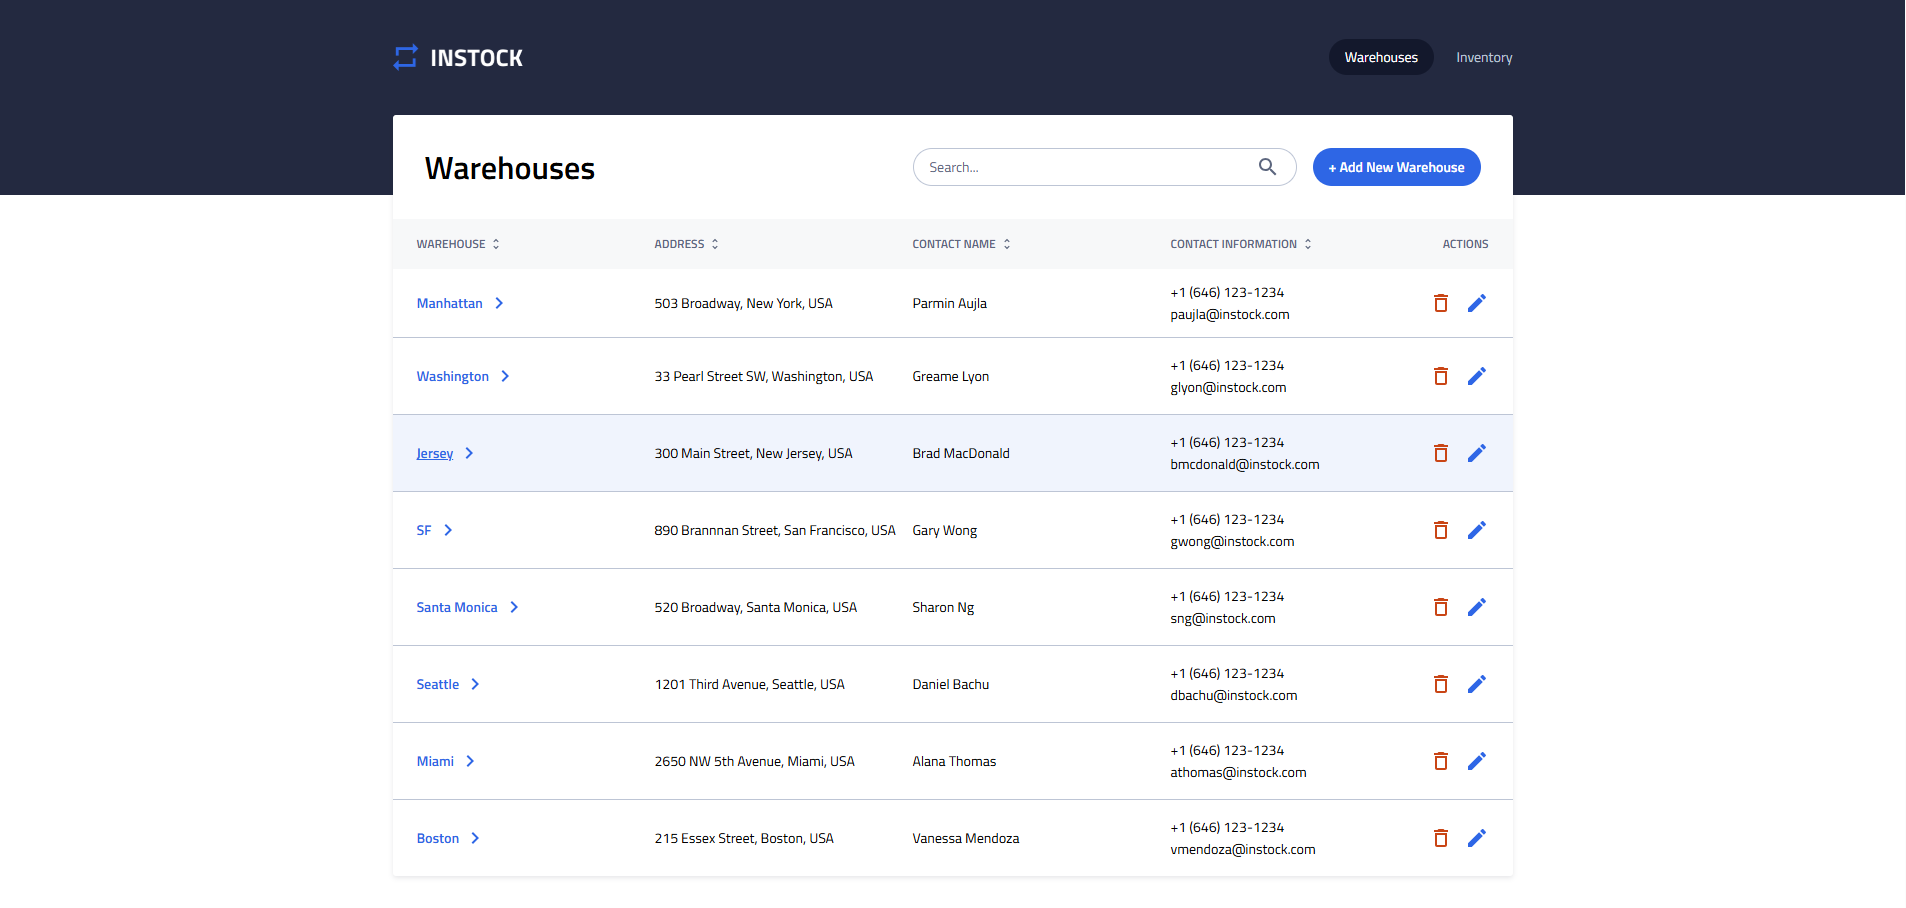 INSTOCK
Warehouses
Inventory
Warehouses
Search...
+ Add New Warehouse
WAREHOUSE ADDRESS CONTACT NAME CONTACT INFORMATION ACTIONS
Manhattan 503 Broadway, New York, USA Parmin Aujla +1 (646) 123-1234
paujla@instock.com
Washington 33 Pearl Street SW, Washington, USA Greame Lyon +1 (646) 123-1234
glyon@instock.com
Jersey 300 Main Street, New Jersey, USA Brad MacDonald +1 (646) 123-1234
bmcdonald@instock.com
SF 890 Brannnan Street, San Francisco, USA Gary Wong +1 (646) 123-1234
gwong@instock.com
Santa Monica 520 Broadway, Santa Monica, USA Sharon Ng +1 (646) 123-1234
sng@instock.com
Seattle 1201 Third Avenue, Seattle, USA Daniel Bachu +1 (646) 123-1234
dbachu@instock.com
Miami 2650 NW 5th Avenue, Miami, USA Alana Thomas +1 (646) 123-1234
athomas@instock.com
Boston 215 Essex Street, Boston, USA Vanessa Mendoza +1 (646) 123-1234
vmendoza@instock.com